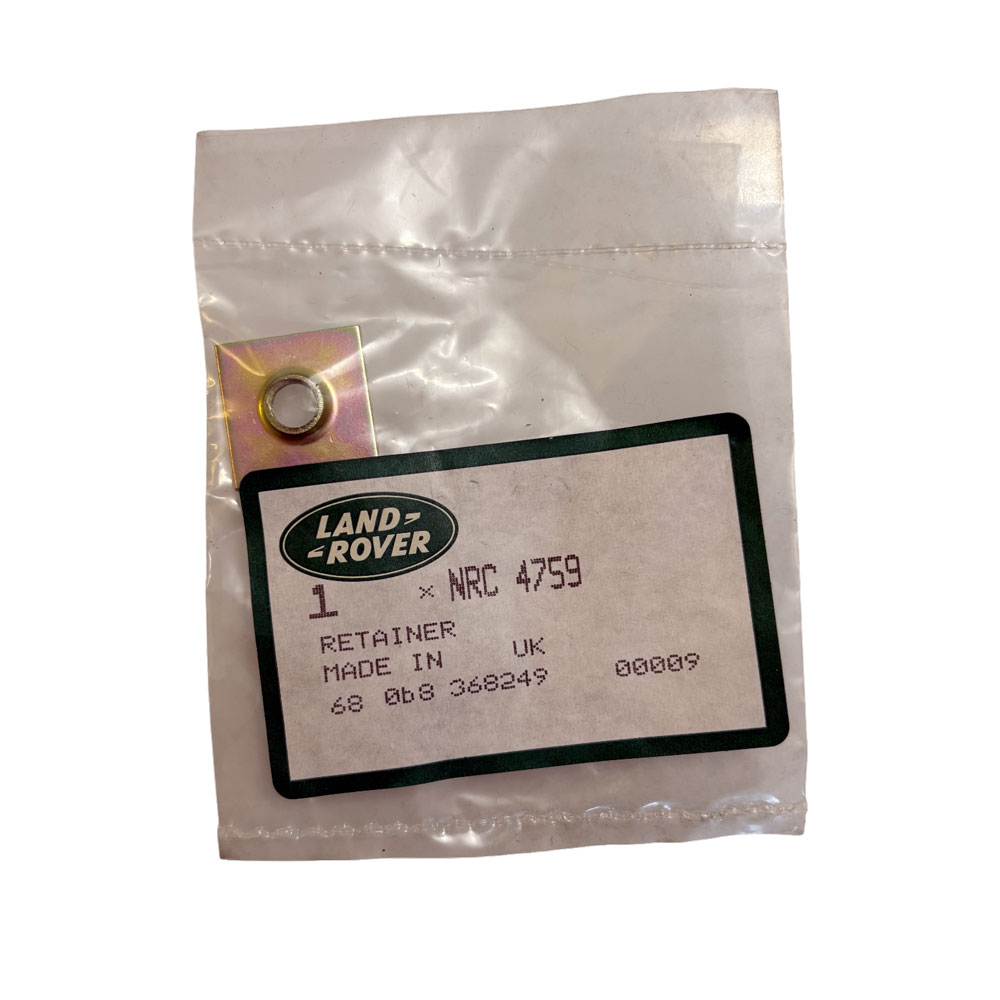 LAND-
-ROVER
1 x NRC 4759
RETAINER
MADE IN UK
68 0b8 368249 00009